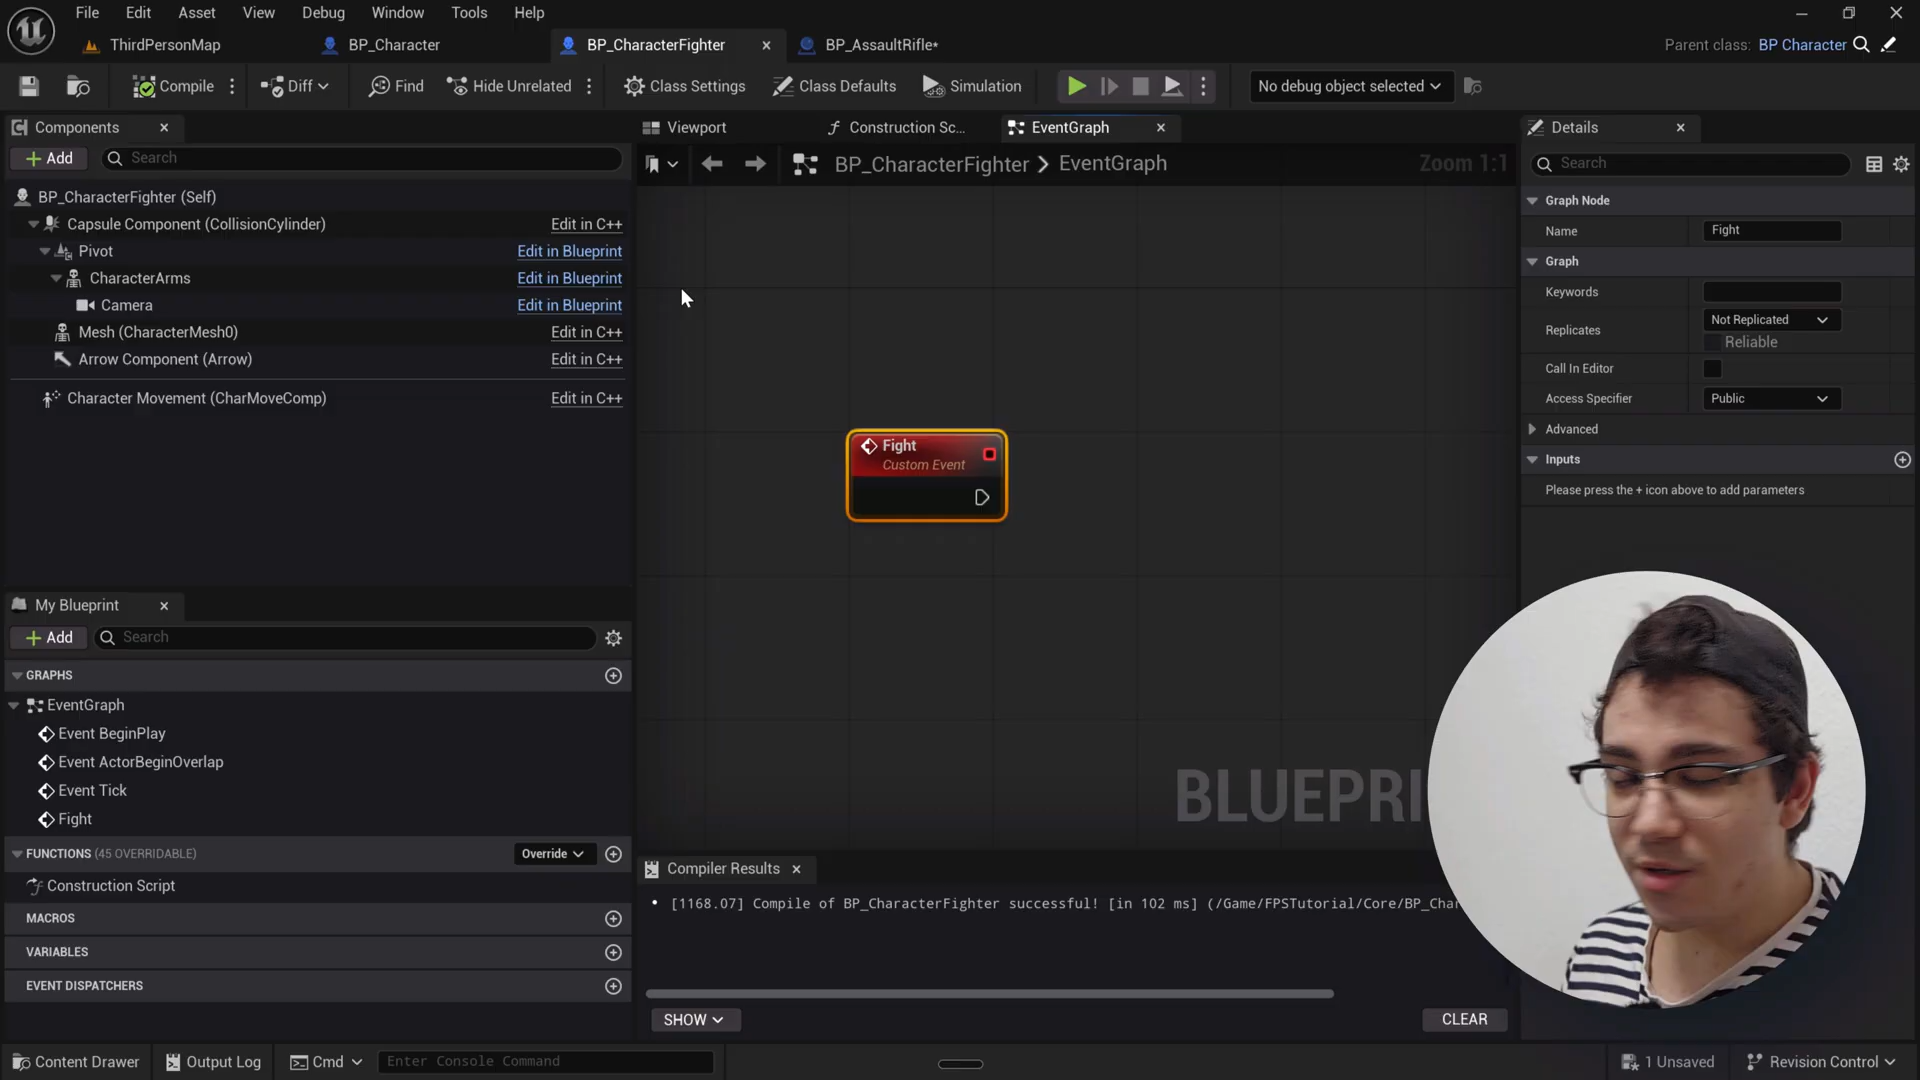 File Edit Asset View Debug Window Tools Help
ThirdPersonMap
BP_Character
BP_CharacterFighter
BP_AssaultRifle*
Parent class: BP Character
Compile
Diff
Find
Hide Unrelated
Class Settings
Class Defaults
Simulation
No debug object selected
Components
Viewport
Construction Sc...
EventGraph
Details
Add
Search
BP_CharacterFighter > EventGraph
Zoom 1:1
Search
BP_CharacterFighter (Self)
Capsule Component (CollisionCylinder) Edit in C++
Pivot Edit in Blueprint
CharacterArms Edit in Blueprint
Camera Edit in Blueprint
Mesh (CharacterMesh0) Edit in C++
Arrow Component (Arrow) Edit in C++
Character Movement (CharMoveComp) Edit in C++
Fight
Custom Event
BLUEPRI
Graph Node
Name Fight
Graph
Keywords
Replicates Not Replicated
Reliable
Call In Editor
Access Specifier Public
Advanced
Inputs
Please press the + icon above to add parameters
My Blueprint
Add
Search
GRAPHS
EventGraph
Event BeginPlay
Event ActorBeginOverlap
Event Tick
Fight
FUNCTIONS (45 OVERRIDABLE) Override
Construction Script
MACROS
VARIABLES
EVENT DISPATCHERS
Compiler Results
[1168.07] Compile of BP_CharacterFighter successful! [in 102 ms] (/Game/FPSTutorial/Core/BP_Char
SHOW
CLEAR
Content Drawer
Output Log
Cmd
Enter Console Command
1 Unsaved
Revision Control